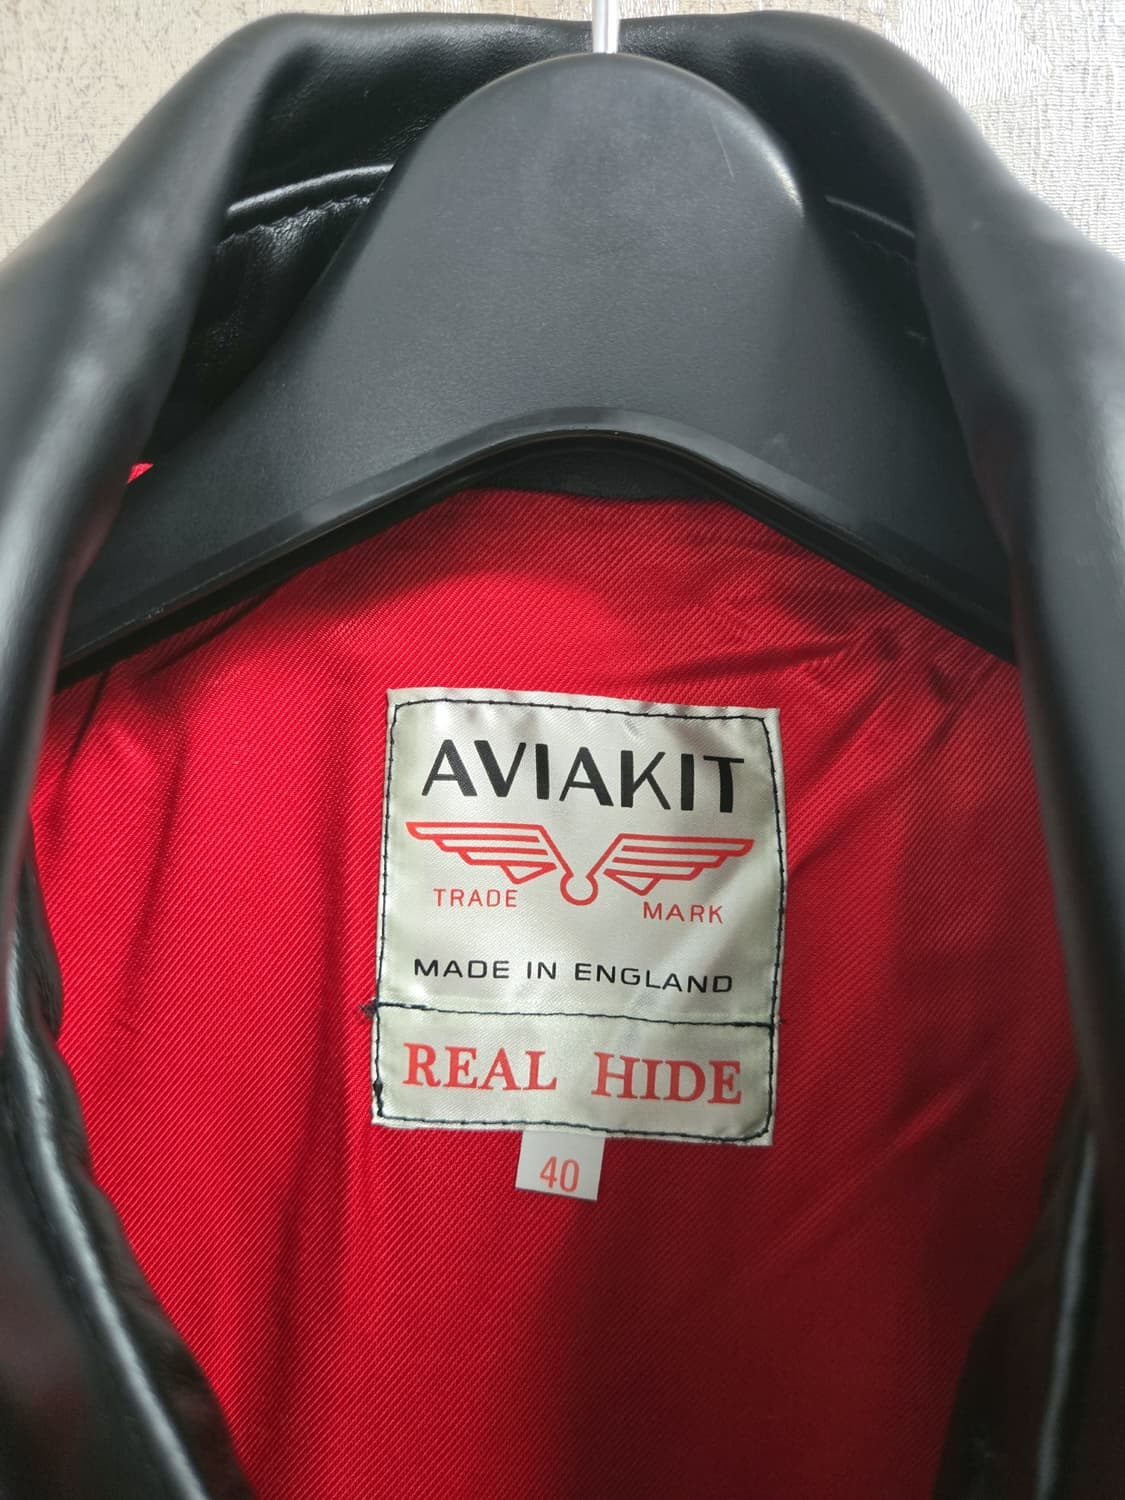 AVIAKIT
TRADE MARK
MADE IN ENGLAND
REAL HIDE
40